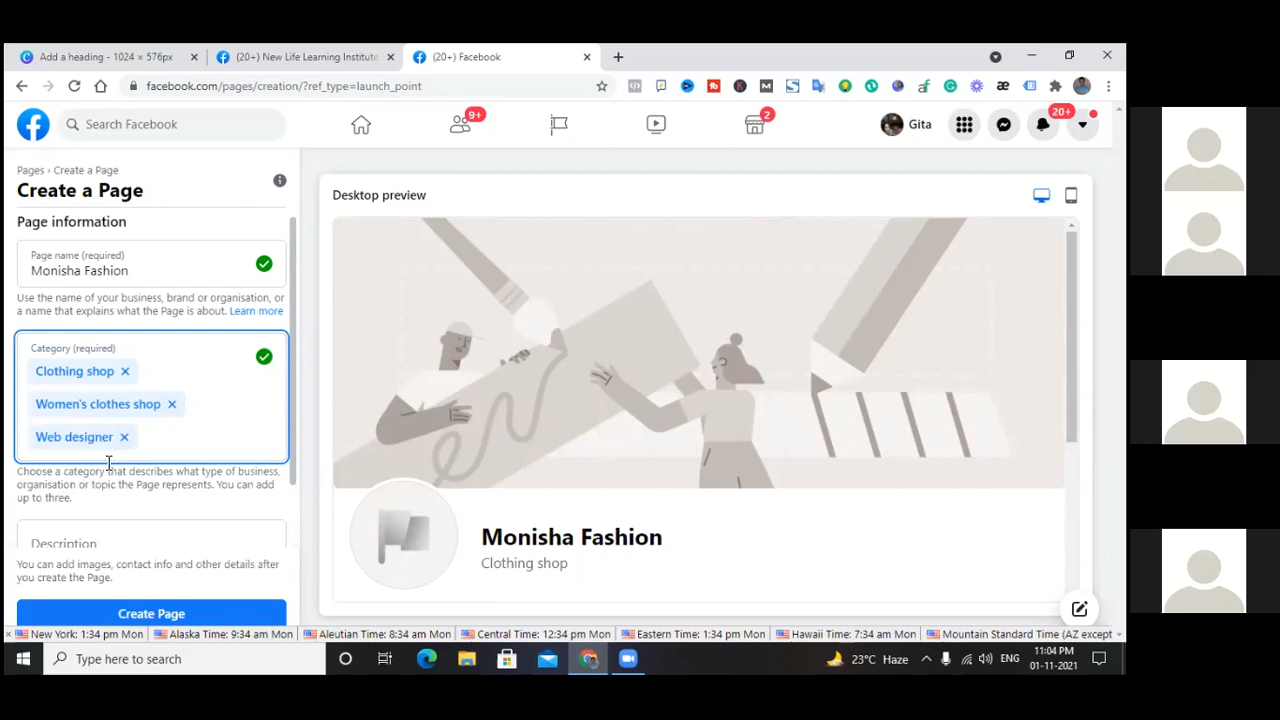 Add a heading - 1024 × 576px
(20+) New Life Learning Institute
(20+) Facebook
facebook.com/pages/creation/?ref_type=launch_point
Search Facebook
9+
2
Gita
20+
Pages › Create a Page
Create a Page
Page information
Page name (required)
Monisha Fashion
Use the name of your business, brand or organisation, or
a name that explains what the Page is about. Learn more
Category (required)
Clothing shop
Women's clothes shop
Web designer
Choose a category that describes what type of business,
organisation or topic the Page represents. You can add
up to three.
Description
You can add images, contact info and other details after
you create the Page.
Create Page
Desktop preview
Monisha Fashion
Clothing shop
New York: 1:34 pm Mon Alaska Time: 9:34 am Mon Aleutian Time: 8:34 am Mon Central Time: 12:34 pm Mon Eastern Time: 1:34 pm Mon Hawaii Time: 7:34 am Mon Mountain Standard Time (AZ except
Type here to search
23°C Haze
ENG
11:04 PM
01-11-2021